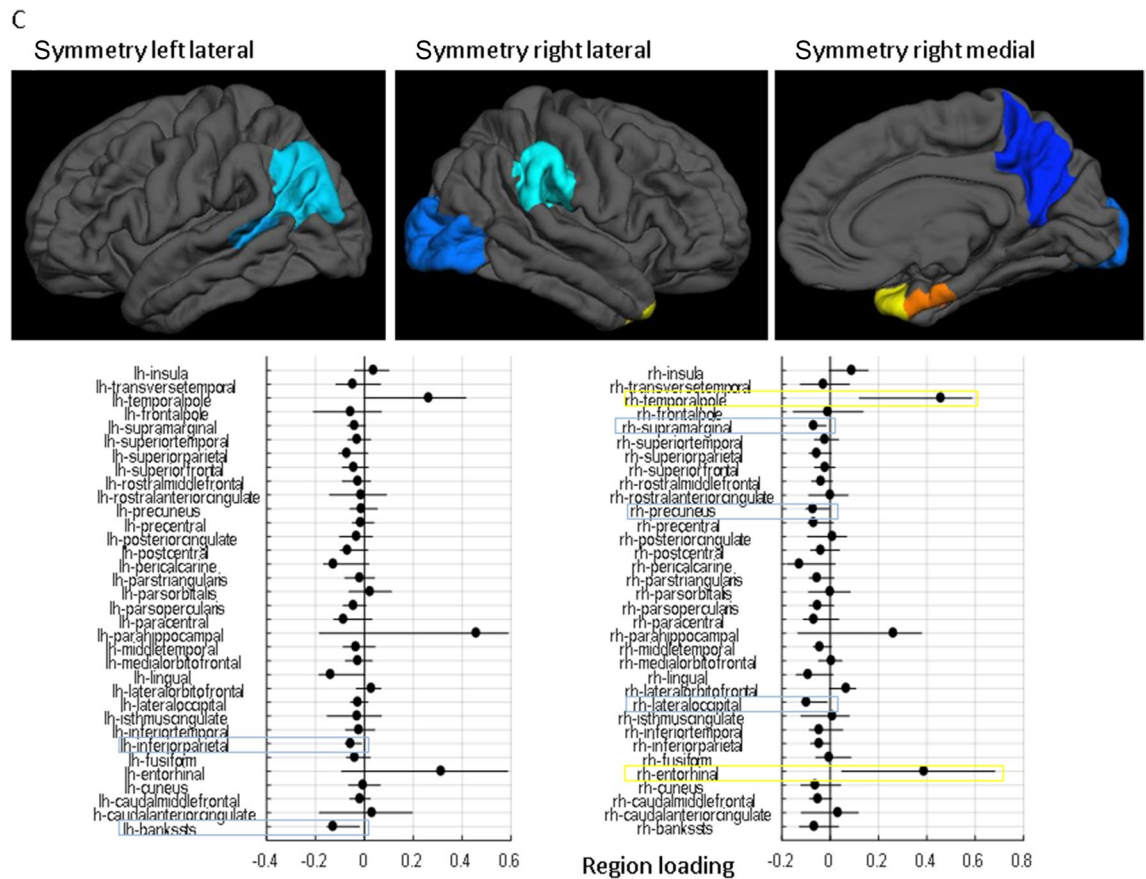 C
Symmetry left lateral
Symmetry right lateral
Symmetry right medial
lh-insula
lh-transversetemporal
lh-temporalpole
lh-frontalpole
lh-supramarginal
lh-superiortemporal
lh-superiorparietal
lh-superiorfrontal
lh-rostralmiddlefrontal
lh-rostralanteriorcingulate
lh-precuneus
lh-precentral
lh-posteriorcingulate
lh-postcentral
lh-pericalcarine
lh-parstriangularis
lh-parsorbitalis
lh-parsopercularis
lh-paracentral
lh-parahippocampal
lh-middletemporal
lh-medialorbitofrontal
lh-lingual
lh-lateralorbitofrontal
lh-lateraloccipital
lh-isthmuscingulate
lh-inferiortemporal
lh-inferiorparietal
lh-fusiform
lh-entorhinal
lh-cuneus
lh-caudalmiddlefrontal
h-caudalanteriorcingulate
lh-bankssts
-0.4 -0.2 0 0.2 0.4 0.6
rh-insula
rh-transversetemporal
rh-temporalpole
rh-frontalpole
rh-supramarginal
rh-superiortemporal
rh-superiorparietal
rh-superiorfrontal
rh-rostralmiddlefrontal
rh-rostralanteriorcingulate
rh-precuneus
rh-precentral
rh-posteriorcingulate
rh-postcentral
rh-pericalcarine
rh-parstriangularis
rh-parsorbitalis
rh-parsopercularis
rh-paracentral
rh-parahippocampal
rh-middletemporal
rh-medialorbitofrontal
rh-lingual
rh-lateralorbitofrontal
rh-lateraloccipital
rh-isthmuscingulate
rh-inferiortemporal
rh-inferiorparietal
rh-fusiform
rh-entorhinal
rh-cuneus
rh-caudalmiddlefrontal
rh-caudalanteriorcingulate
rh-bankssts
-0.2 0 0.2 0.4 0.6 0.8
Region loading